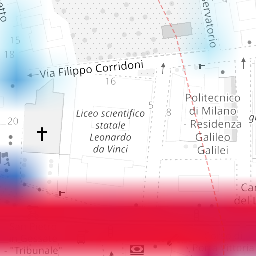 15
Via Filippo Corridoni
16
5
8
20
Liceo scientifico
statale
Leonardo
da Vinci
Politecnico
di Milano
- Residenza
Galileo
Galilei
"Tribunale"